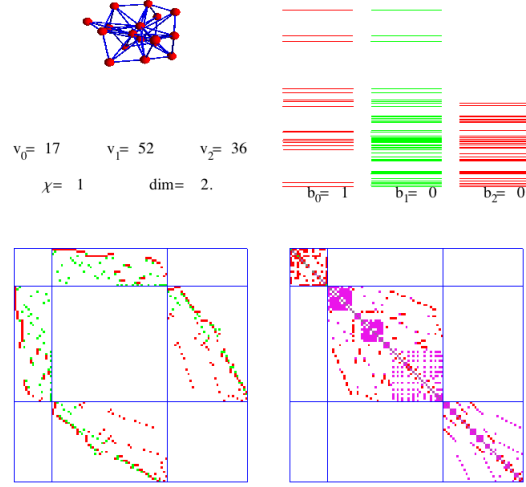 v0= 17 v1= 52 v2= 36
χ= 1 dim= 2.
b0= 1 b1= 0 b2= 0